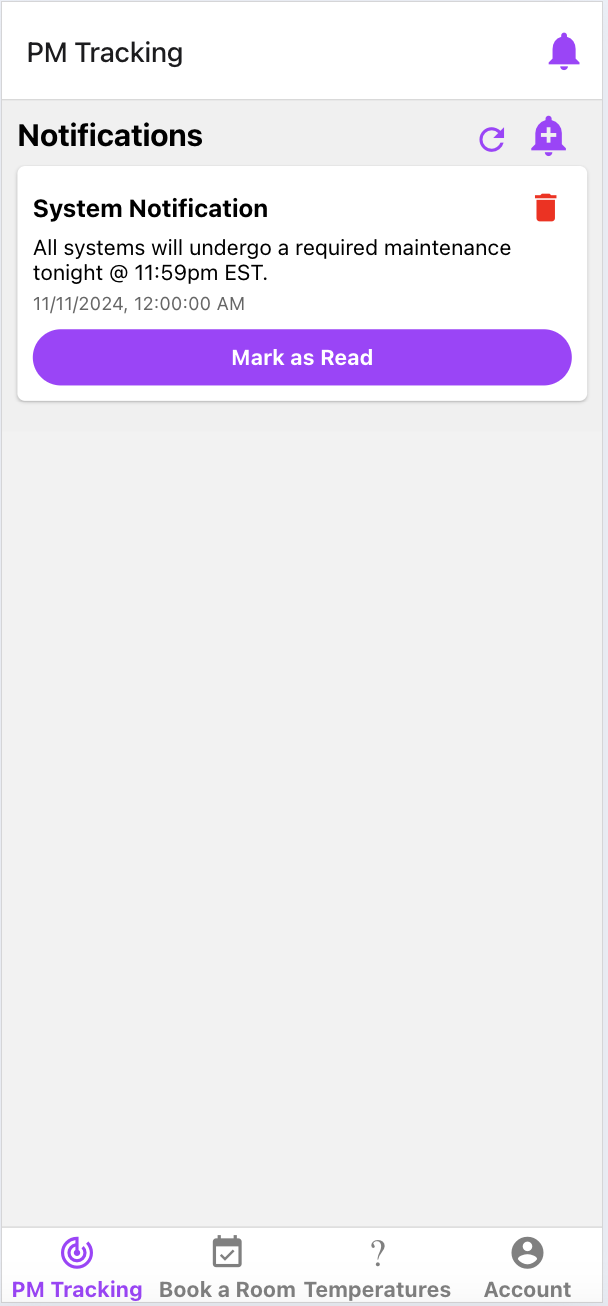 PM Tracking
Notifications
System Notification
All systems will undergo a required maintenance
tonight @ 11:59pm EST.
11/11/2024, 12:00:00 AM
Mark as Read
?
PM Tracking Book a Room Temperatures Account